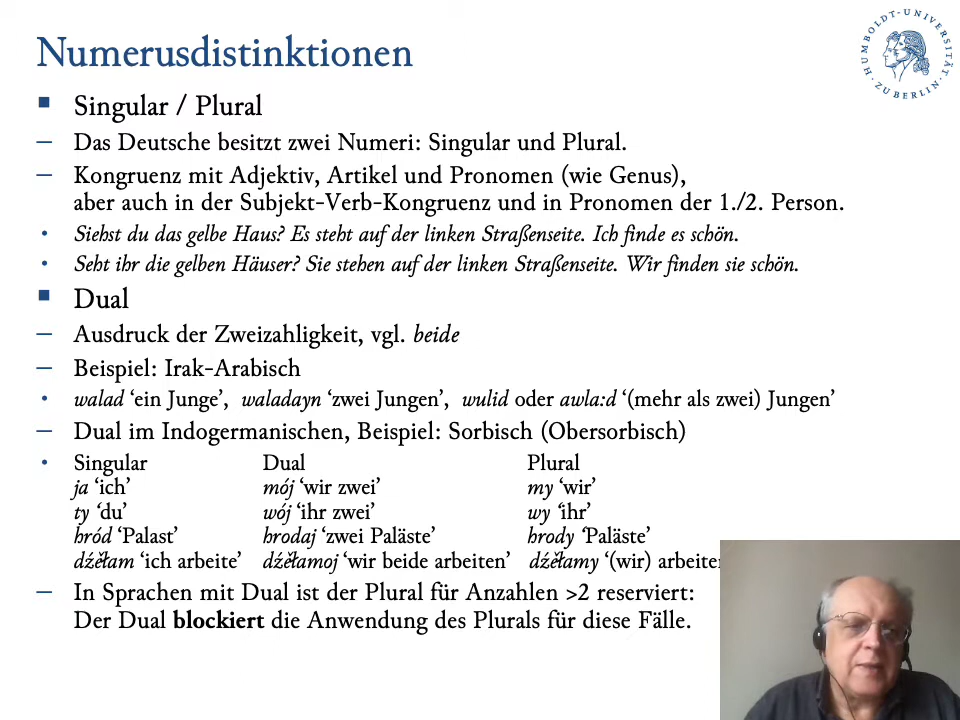 Numerusdistinktionen
HUMBOLDT-UNIVERSITÄT ZU BERLIN
■ Singular / Plural
– Das Deutsche besitzt zwei Numeri: Singular und Plural.
– Kongruenz mit Adjektiv, Artikel und Pronomen (wie Genus),
aber auch in der Subjekt-Verb-Kongruenz und in Pronomen der 1./2. Person.
• Siehst du das gelbe Haus? Es steht auf der linken Straßenseite. Ich finde es schön.
• Seht ihr die gelben Häuser? Sie stehen auf der linken Straßenseite. Wir finden sie schön.
■ Dual
– Ausdruck der Zweizahligkeit, vgl. beide
– Beispiel: Irak-Arabisch
• walad ‘ein Junge’, waladayn ‘zwei Jungen’, wulid oder awla:d ‘(mehr als zwei) Jungen’
– Dual im Indogermanischen, Beispiel: Sorbisch (Obersorbisch)
• Singular Dual Plural
ja ‘ich’ mój ‘wir zwei’ my ‘wir’
ty ‘du’ wój ‘ihr zwei’ wy ‘ihr’
hród ‘Palast’ hrodaj ‘zwei Paläste’ hrody ‘Paläste’
dźěłam ‘ich arbeite’ dźěłamoj ‘wir beide arbeiten’ dźěłamy ‘(wir) arbeiten
– In Sprachen mit Dual ist der Plural für Anzahlen >2 reserviert:
Der Dual blockiert die Anwendung des Plurals für diese Fälle.